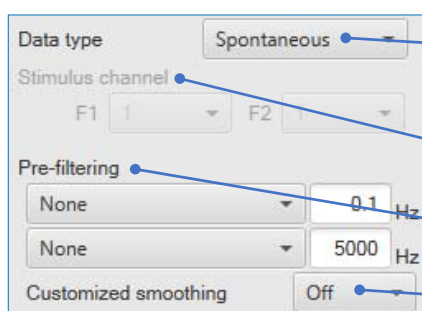 Data type Spontaneous
Stimulus channel
F1 1 F2 1
Pre-filtering
None 0.1 Hz
None 5000 Hz
Customized smoothing Off